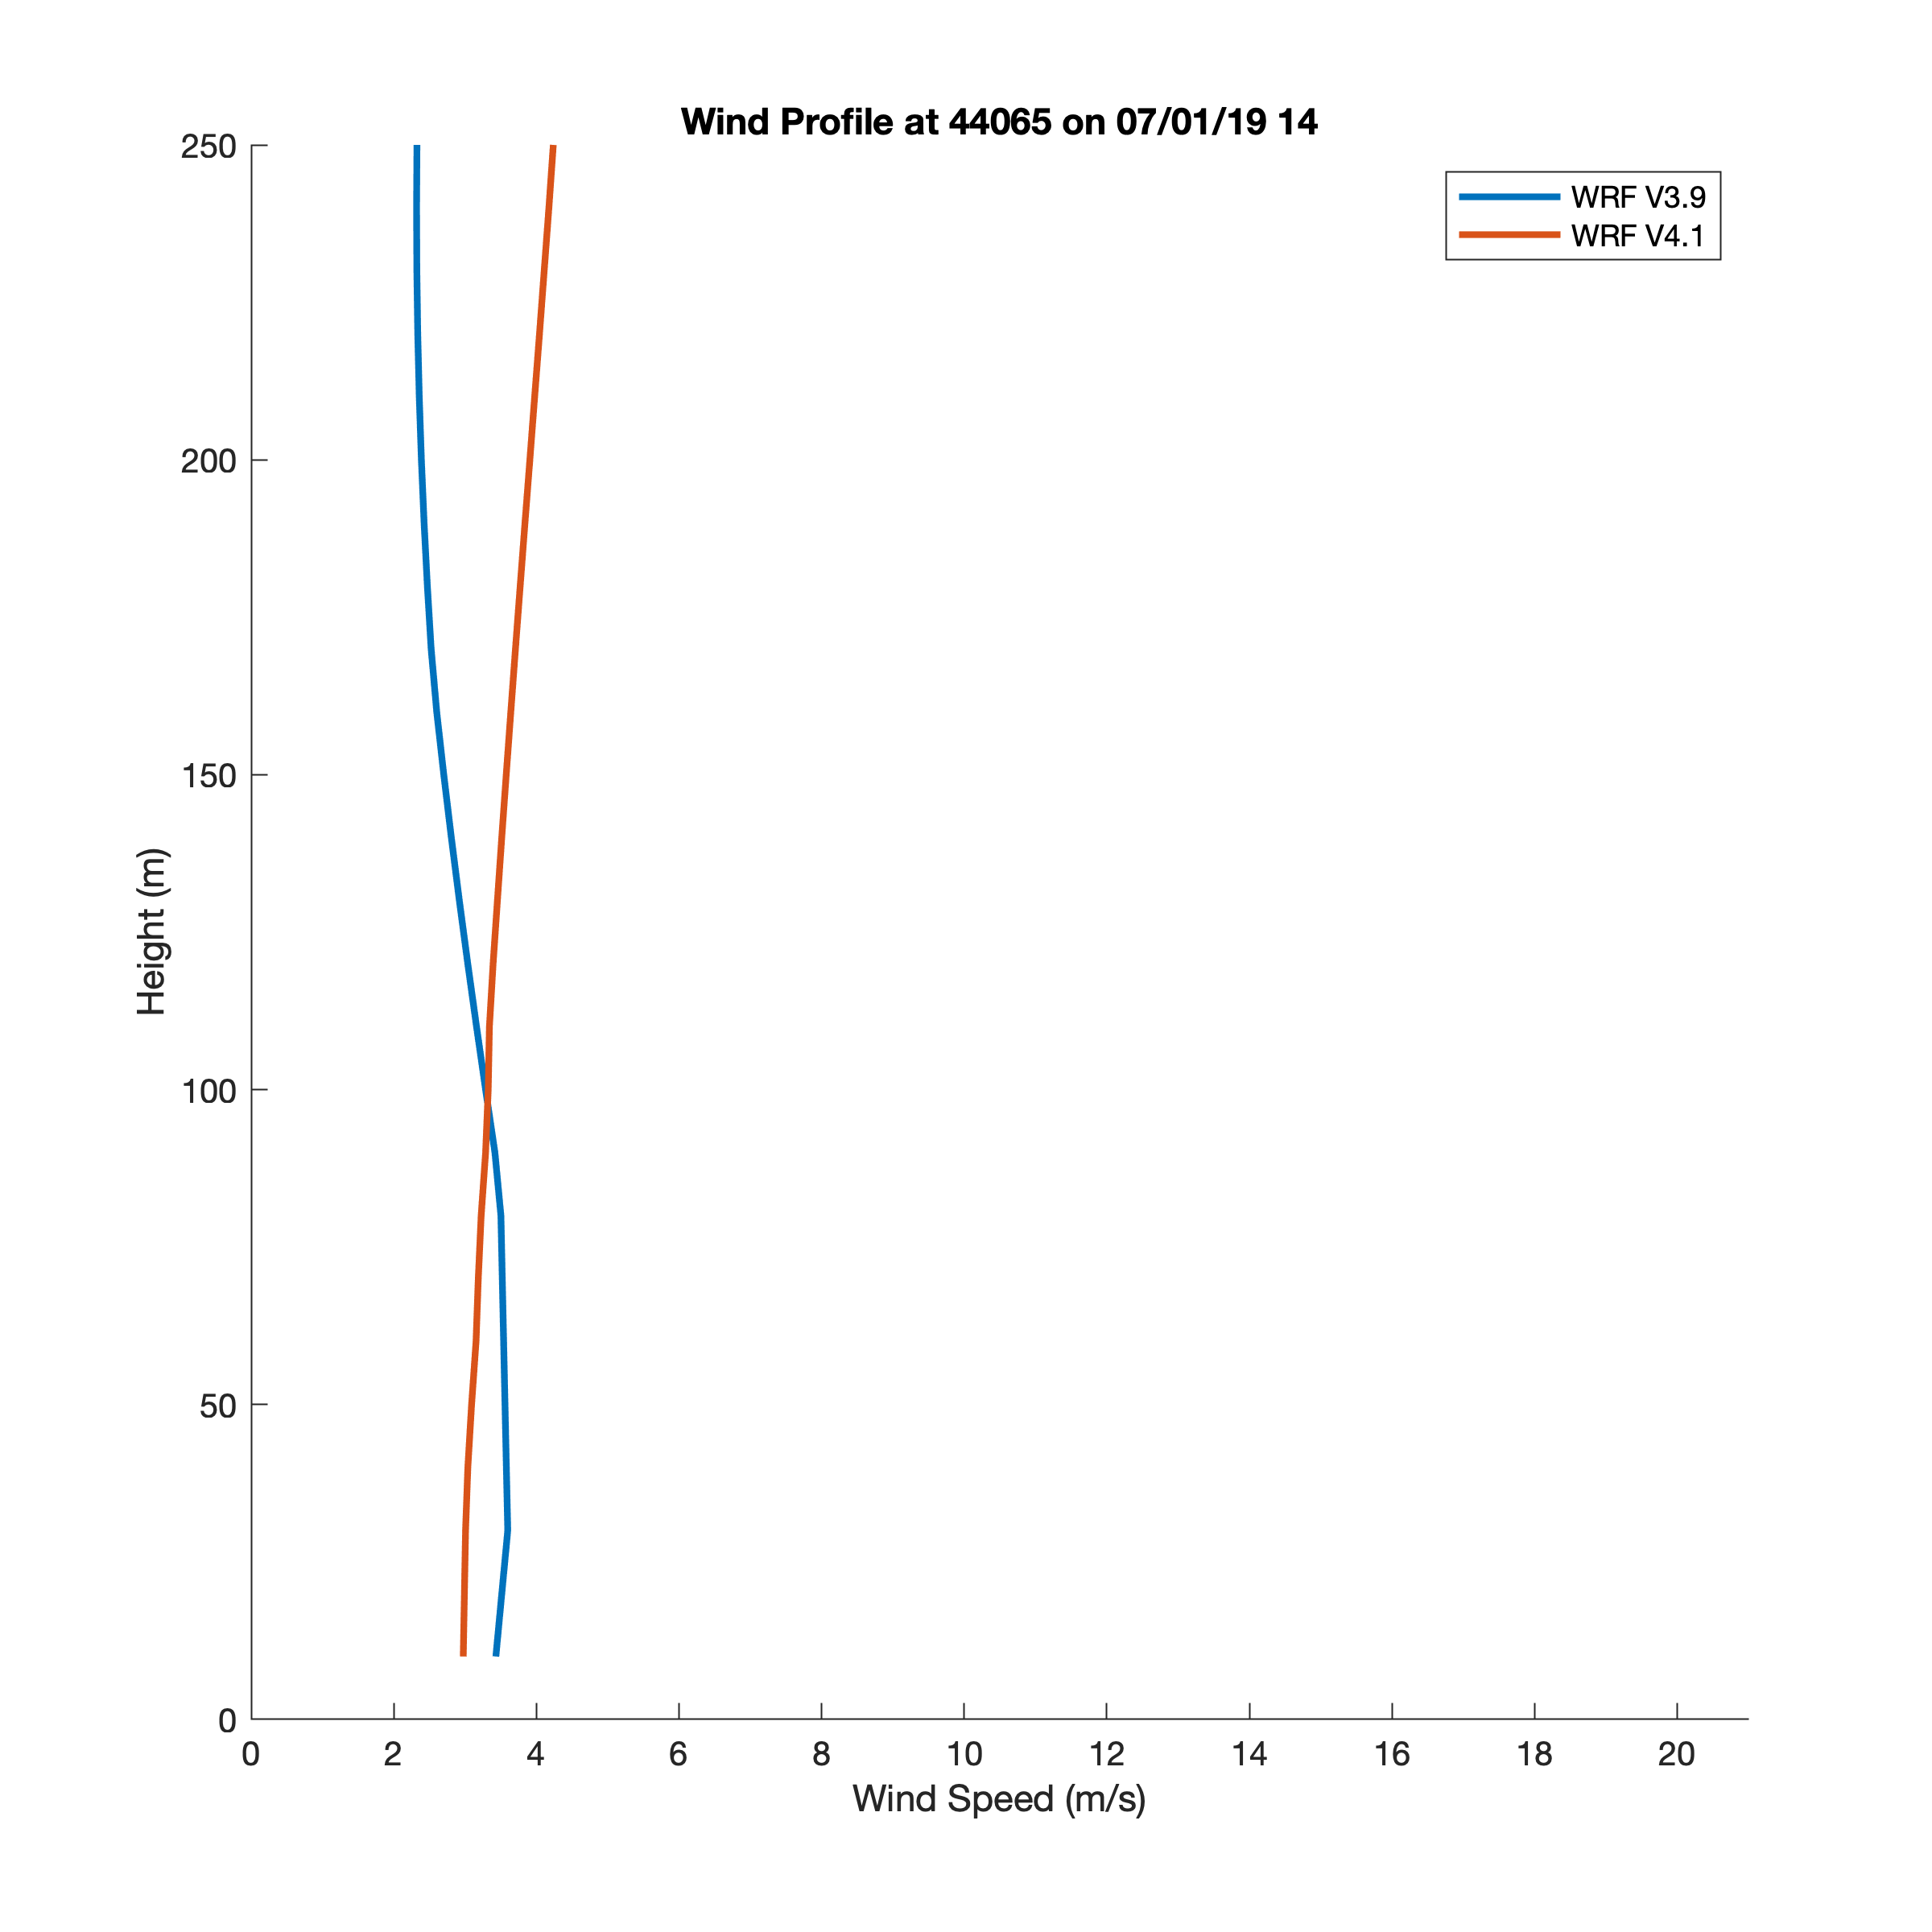 Wind Profile at 44065 on 07/01/19 14
WRF V3.9
WRF V4.1
250
200
150
100
50
0
Height (m)
0 2 4 6 8 10 12 14 16 18 20
Wind Speed (m/s)